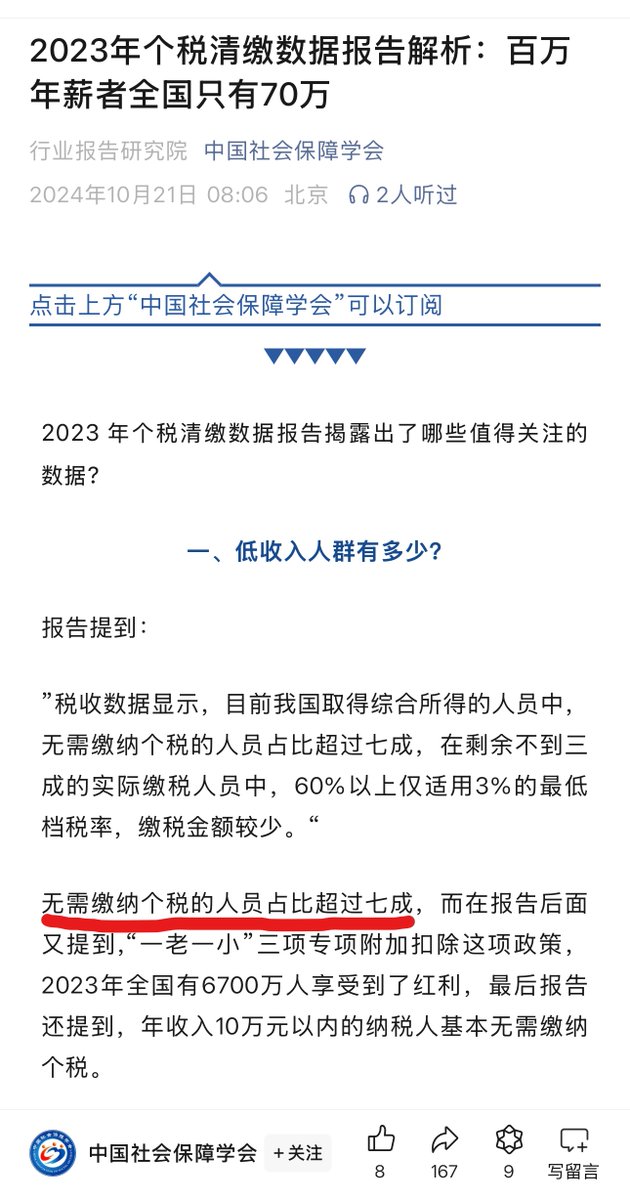 2023年个税清缴数据报告解析：百万
年薪者全国只有70万
行业报告研究院 中国社会保障学会
2024年10月21日 08:06 北京 2人听过
点击上方“中国社会保障学会”可以订阅
2023 年个税清缴数据报告揭露出了哪些值得关注的
数据？
一、低收入人群有多少？
报告提到：
”税收数据显示，目前我国取得综合所得的人员中，
无需缴纳个税的人员占比超过七成，在剩余不到三
成的实际缴税人员中，60%以上仅适用3%的最低
档税率，缴税金额较少。“
无需缴纳个税的人员占比超过七成，而在报告后面
又提到,“一老一小”三项专项附加扣除这项政策，
2023年全国有6700万人享受到了红利，最后报告
还提到，年收入10万元以内的纳税人基本无需缴纳
个税。
中国社会保障学会 +关注 8 167 9 写留言